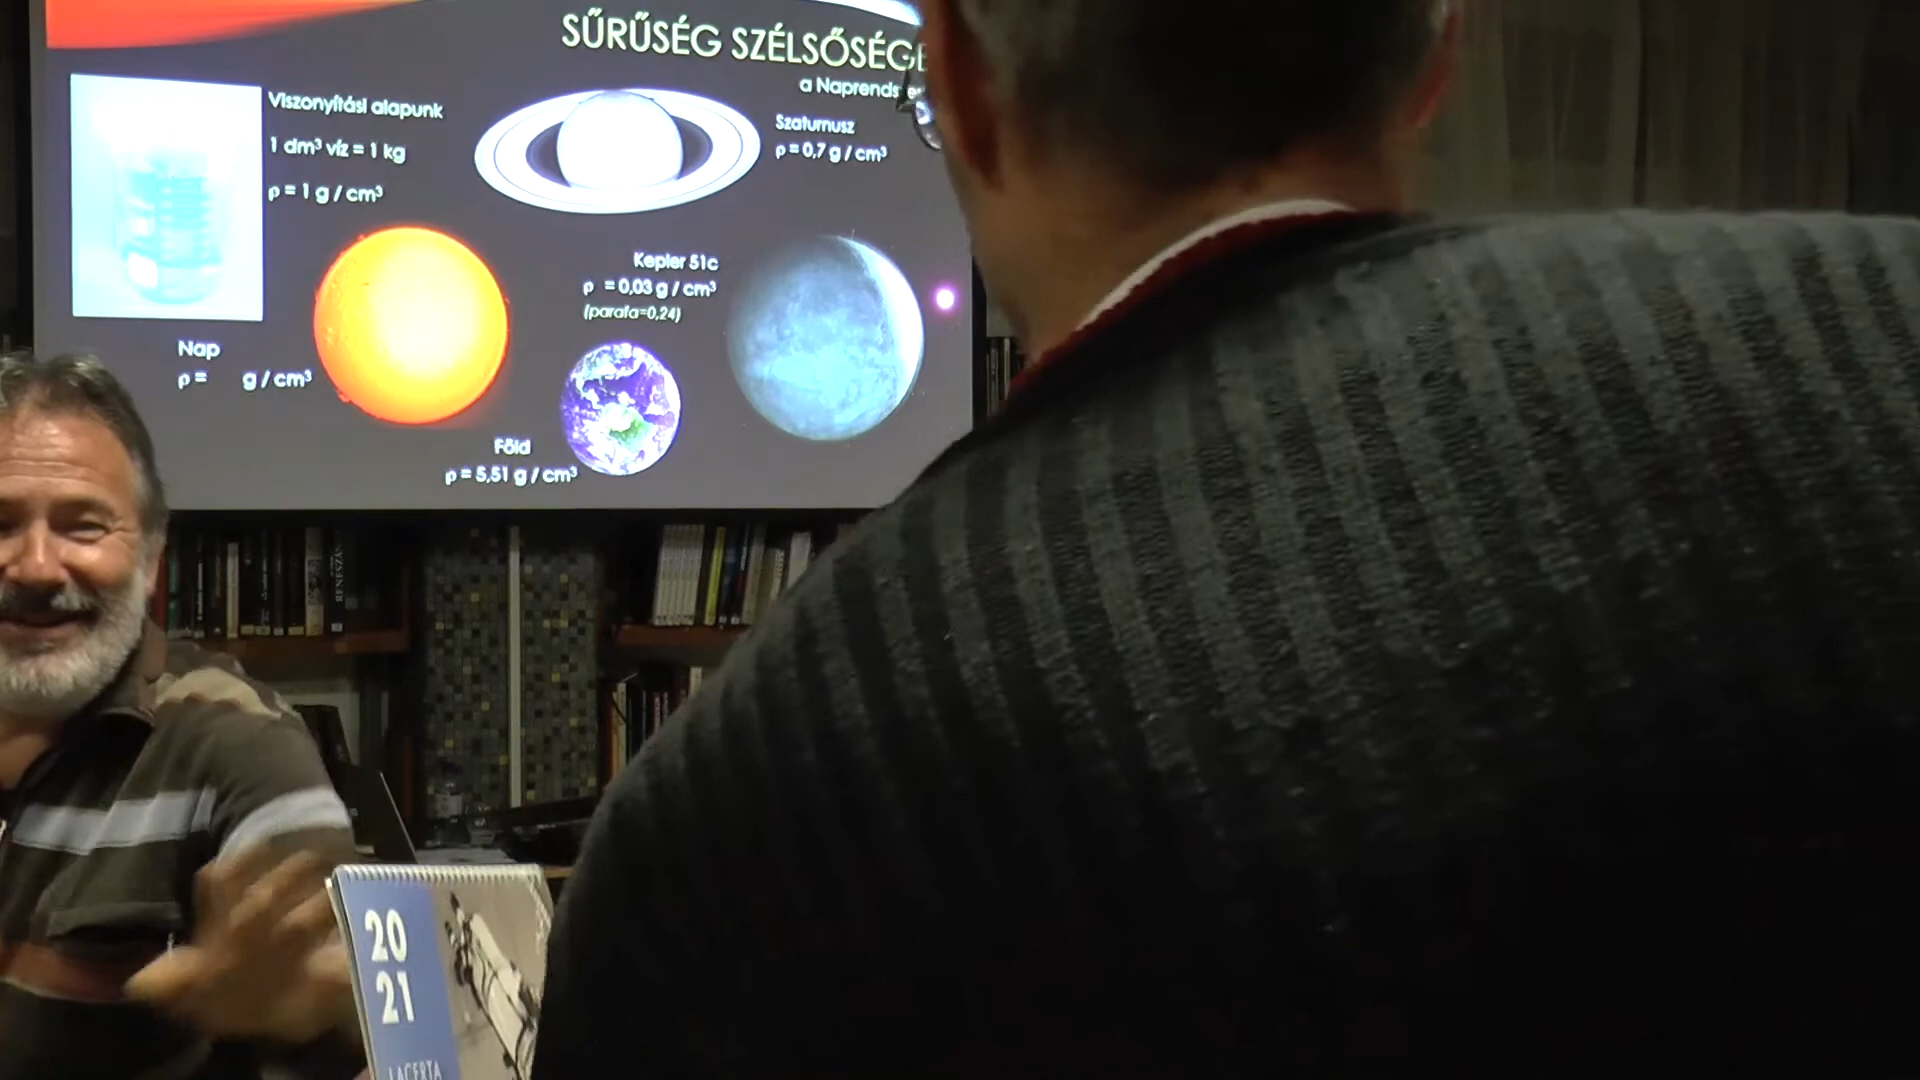 SŰRŰSÉG SZÉLSŐSÉGE
a Naprends er
Viszonyítási alapunk
1 dm³ víz = 1 kg
ρ = 1 g / cm³
Szaturnusz
ρ = 0,7 g / cm³
Kepler 51c
ρ = 0,03 g / cm³
(parafa=0,24)
Nap
ρ = g / cm³
Föld
ρ = 5,51 g / cm³
20
21
LACERTA